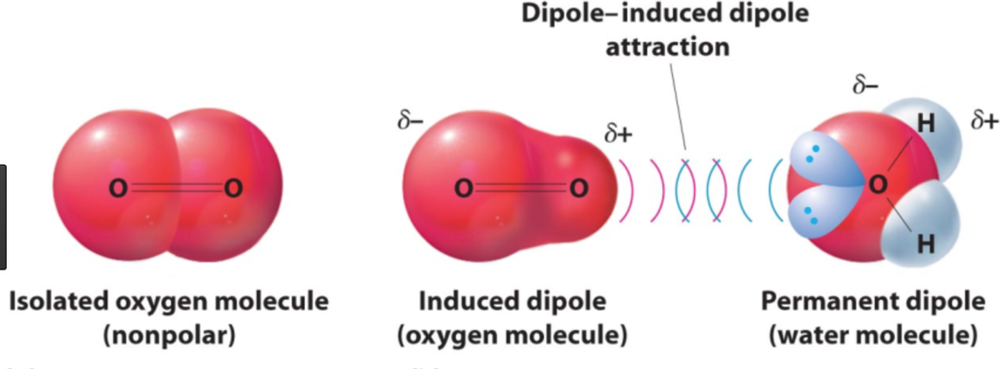 Dipole–induced dipole
attraction
δ–
δ+
δ–
δ+
O
O
O
O
H
O
H
Isolated oxygen molecule
(nonpolar)
Induced dipole
(oxygen molecule)
Permanent dipole
(water molecule)